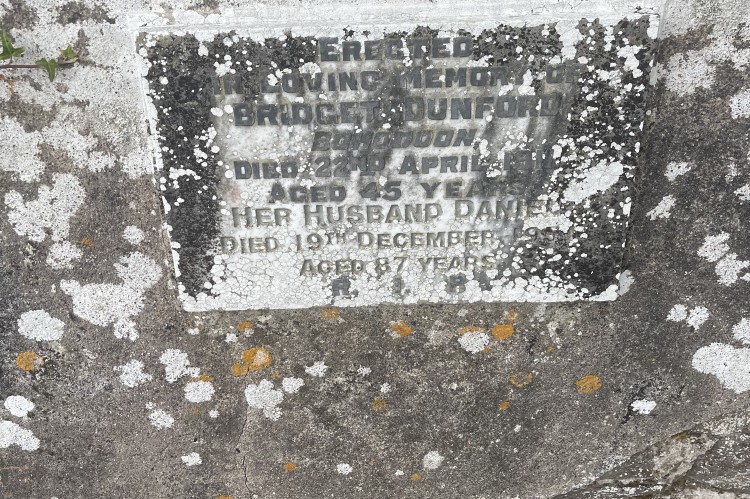 ERECTED
IN LOVING MEMORY OF
BRIDGET DUNFORD
DIED 22ND APRIL
AGED 45 YEARS
HER HUSBAND DANIEL
DIED 19TH DECEMBER
AGED 87 YEARS
R. I. P.